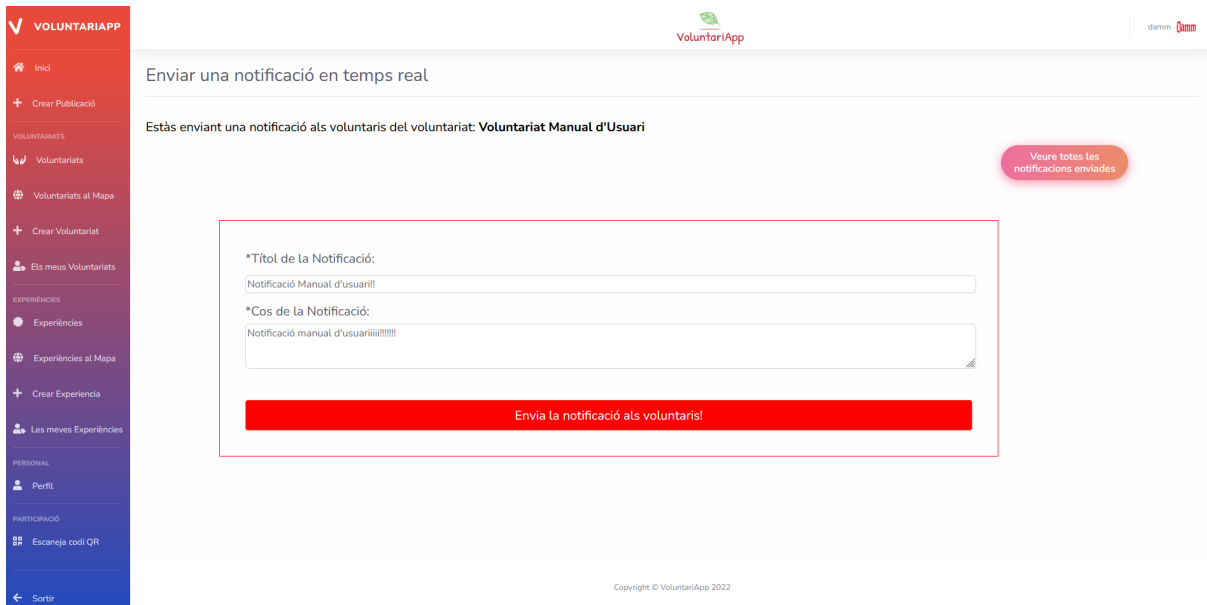 VOLUNTARIAPP
Inici
Crear Publicació
VOLUNTARIATS
Voluntariats
Voluntariats al Mapa
Crear Voluntariat
Els meus Voluntariats
EXPERIÈNCIES
Experiències
Experiències al Mapa
Crear Experiencia
Les meves Experiències
PERSONAL
Perfil
PARTICIPACIÓ
Escaneja codi QR
Sortir
VoluntariApp
damm Damm
Enviar una notificació en temps real
Estàs enviant una notificació als voluntaris del voluntariat: Voluntariat Manual d'Usuari
Veure totes les
notificacions enviades
*Títol de la Notificació:
Notificació Manual d'usuari!!
*Cos de la Notificació:
Notificació manual d'usuariiiii!!!!!!!
Envia la notificació als voluntaris!
Copyright © VoluntariApp 2022